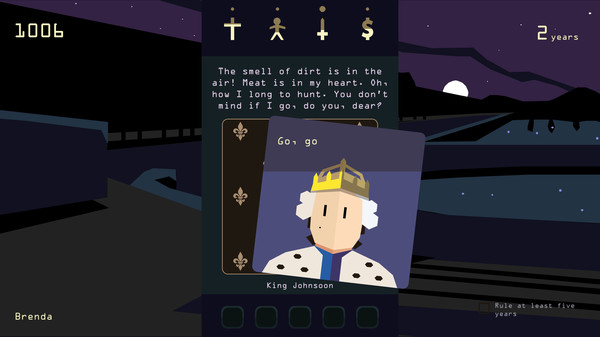 1006
2 years
The smell of dirt is in the
air! Meat is in my heart. Oh,
how I long to hunt. You don't
mind if I go, do you, dear?
Go, go
King Johnsoon
Brenda
Rule at least five
years